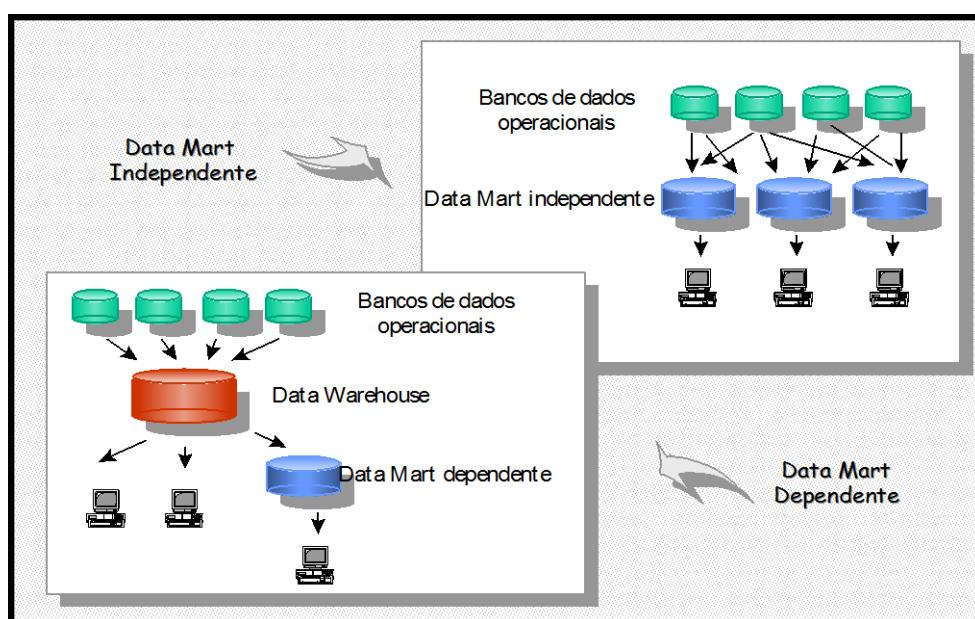 Data Mart
Independente
Bancos de dados
operacionais
Data Mart independente
Bancos de dados
operacionais
Data Warehouse
Data Mart dependente
Data Mart
Dependente